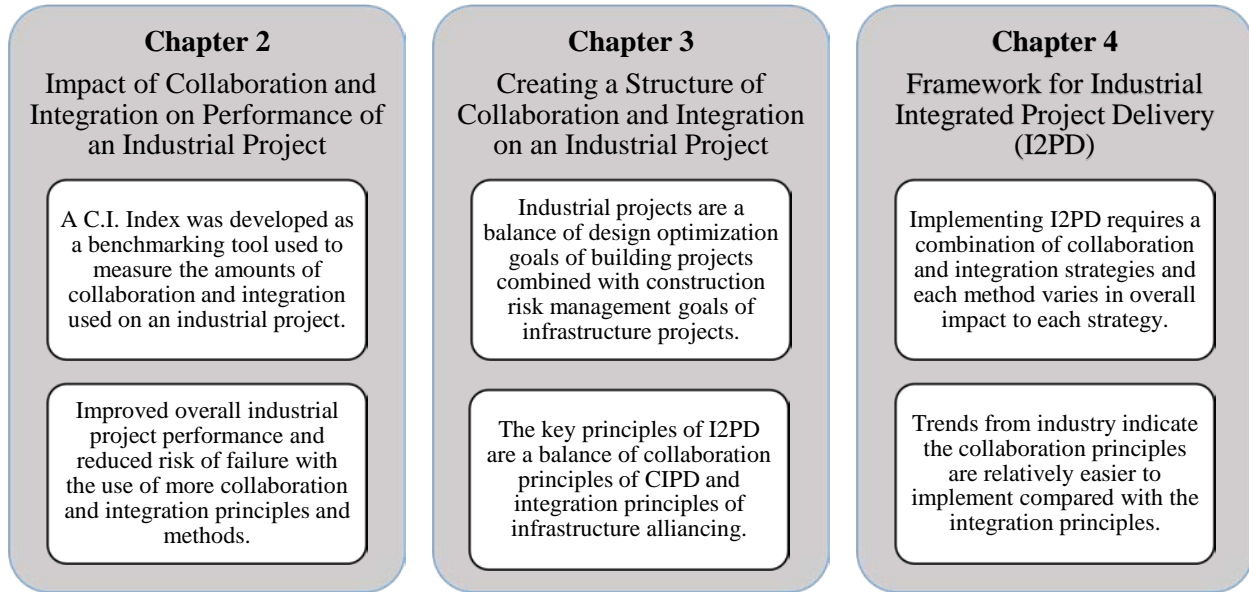 Chapter 2
Impact of Collaboration and
Integration on Performance of
an Industrial Project
A C.I. Index was developed as
a benchmarking tool used to
measure the amounts of
collaboration and integration
used on an industrial project.
Improved overall industrial
project performance and
reduced risk of failure with
the use of more collaboration
and integration principles and
methods.
Chapter 3
Creating a Structure of
Collaboration and Integration
on an Industrial Project
Industrial projects are a
balance of design optimization
goals of building projects
combined with construction
risk management goals of
infrastructure projects.
The key principles of I2PD
are a balance of collaboration
principles of CIPD and
integration principles of
infrastructure alliancing.
Chapter 4
Framework for Industrial
Integrated Project Delivery
(I2PD)
Implementing I2PD requires a
combination of collaboration
and integration strategies and
each method varies in overall
impact to each strategy.
Trends from industry indicate
the collaboration principles
are relatively easier to
implement compared with the
integration principles.